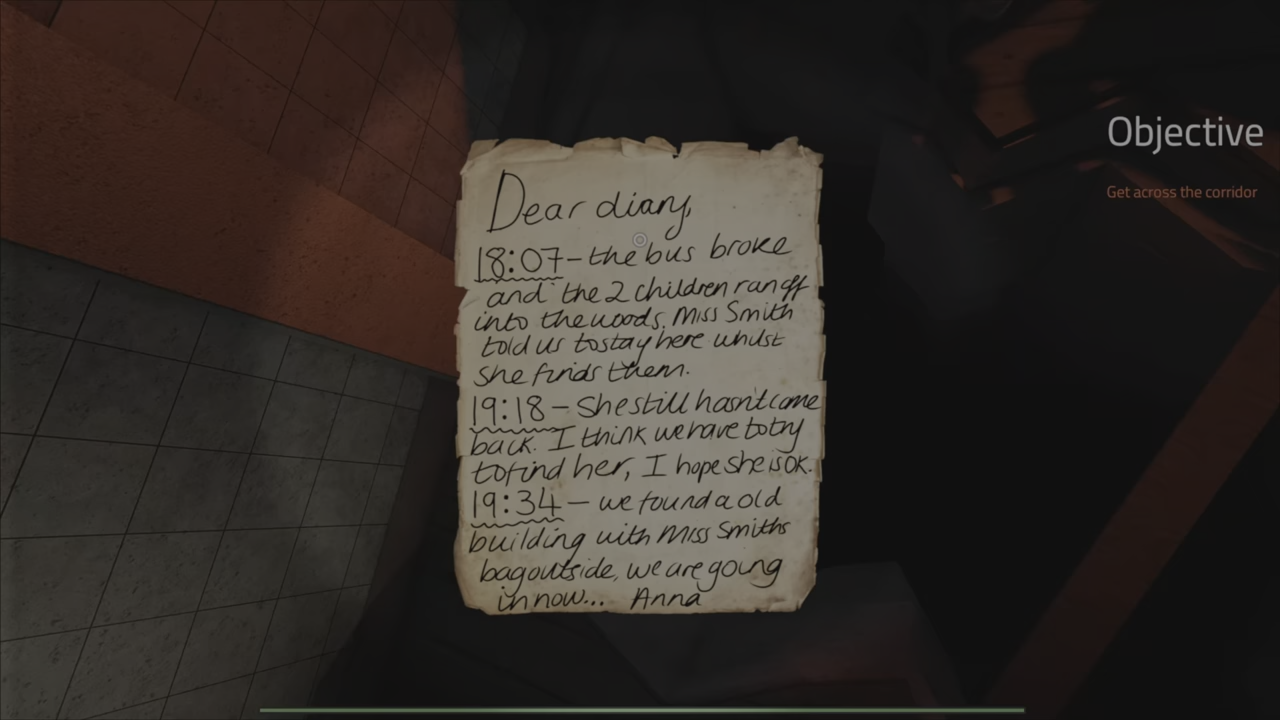 Dear diary,
18:07 - the bus broke
and the 2 children ran off
into the woods. Miss Smith
told us to stay here whilst
she finds them.
19:18 - She still hasn't come
back. I think we have to try
to find her, I hope she is OK.
19:34 - we found a old
building with Miss Smiths
bag outside, we are going
in now... Anna
Objective
Get across the corridor